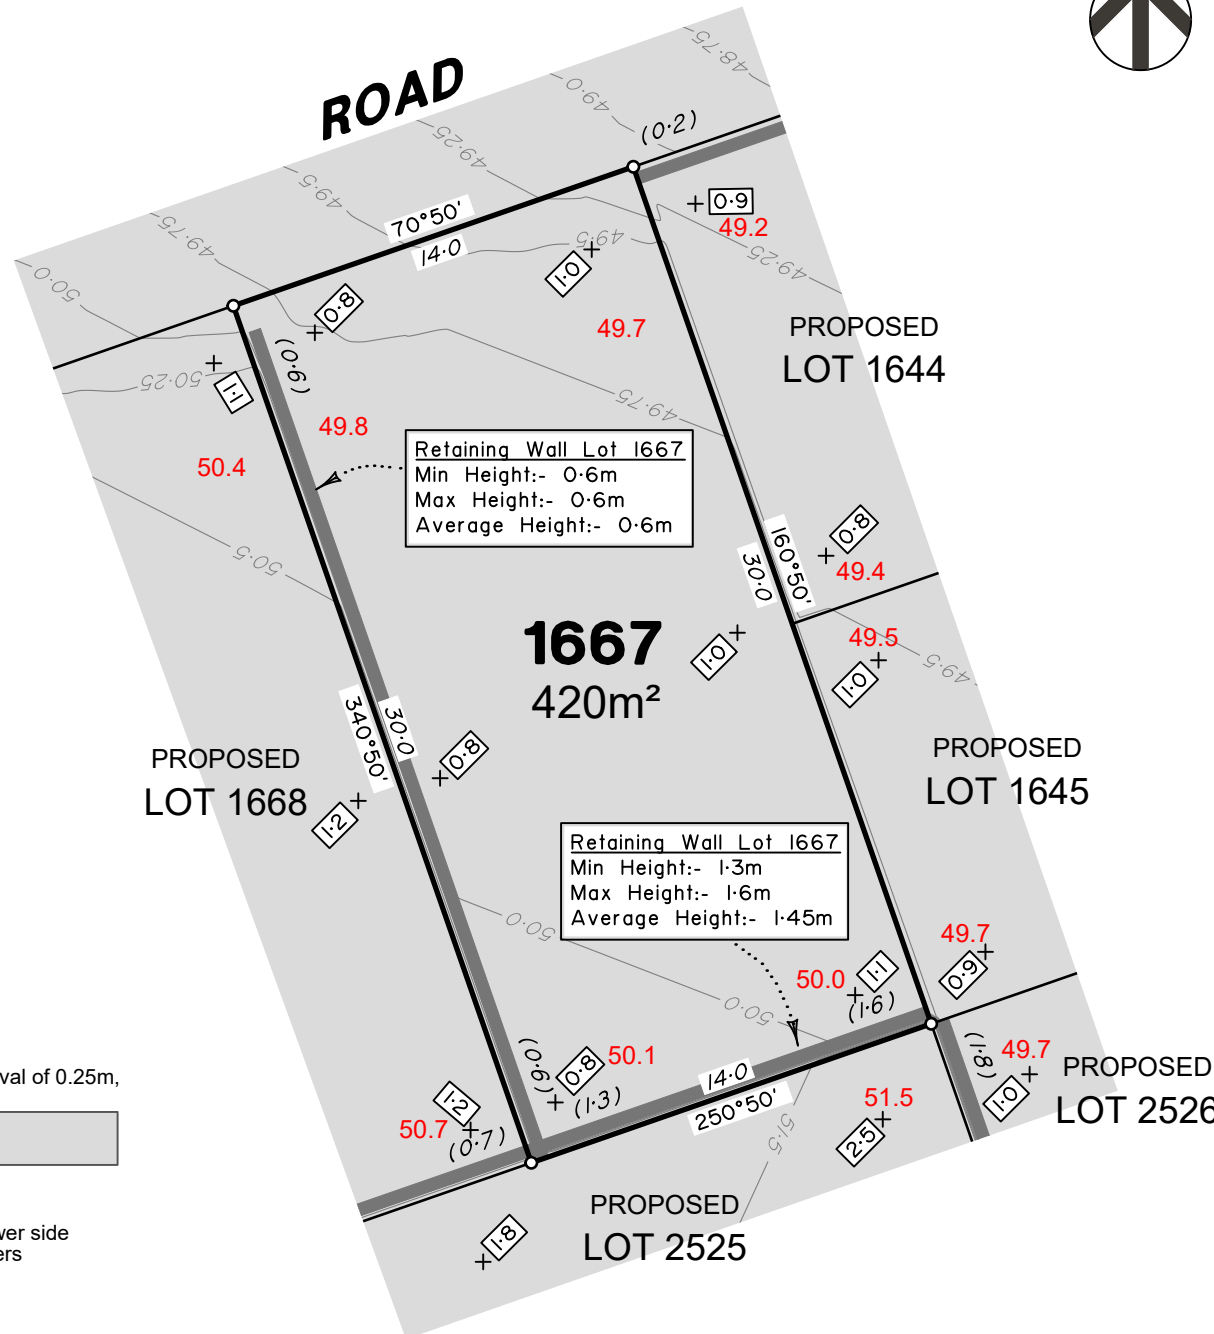 ROAD
48·75
49·0
49·25
49·5
49·75
50·0
(0·2)
70°50'
14·0
0·9
49.2
49·5
1·0
49·25
0·8
49.7
(0·6)
PROPOSED
LOT 1644
1·1
50·25
49·75
49.8
50.4
Retaining Wall Lot 1667
Min Height:- 0·6m
Max Height:- 0·6m
Average Height:- 0·6m
50·5
0·8
49.4
160°50'
30·0
1667
420m²
49.5
49·5
1·0
1·0
340°50'
30·0
0·8
PROPOSED
LOT 1668
1·2
PROPOSED
LOT 1645
Retaining Wall Lot 1667
Min Height:- 1·3m
Max Height:- 1·6m
Average Height:- 1·45m
50·0
49.7
0·9
50.0
1·1
(1·6)
50·0
(0·6)
0·8
50.1
(1·3)
14·0
250°50'
(1·8)
49.7
1·0
PROPOSED
LOT 2526
val of 0.25m,
1·2
50.7
(0·7)
51.5
2·5
51·5
PROPOSED
LOT 2525
1·8
wer side
ers